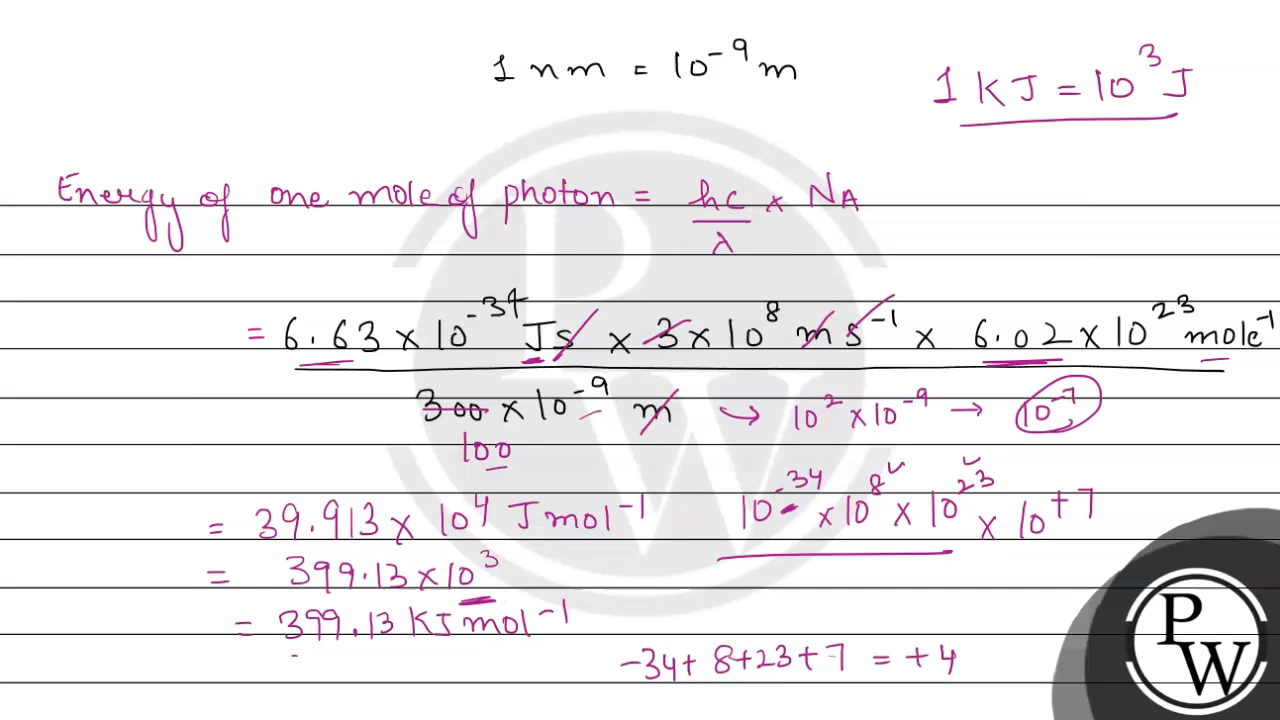 1 nm = 10⁻⁹ m
1 KJ = 10³ J
Energy of one mole of photon = hc/λ × NA
= 6.63 × 10⁻³⁴ Js × 3 × 10⁸ m s⁻¹ × 6.02 × 10²³ mole⁻¹
300 × 10⁻⁹ m → 10² × 10⁻⁹ → 10⁻⁷
100
= 39.913 × 10⁴ J mol⁻¹ 10⁻³⁴ × 10⁸ × 10²³ × 10⁺⁷
= 399.13 × 10³
= 399.13 KJ mol⁻¹
-34 + 8 + 23 + 7 = +4
PW
PW